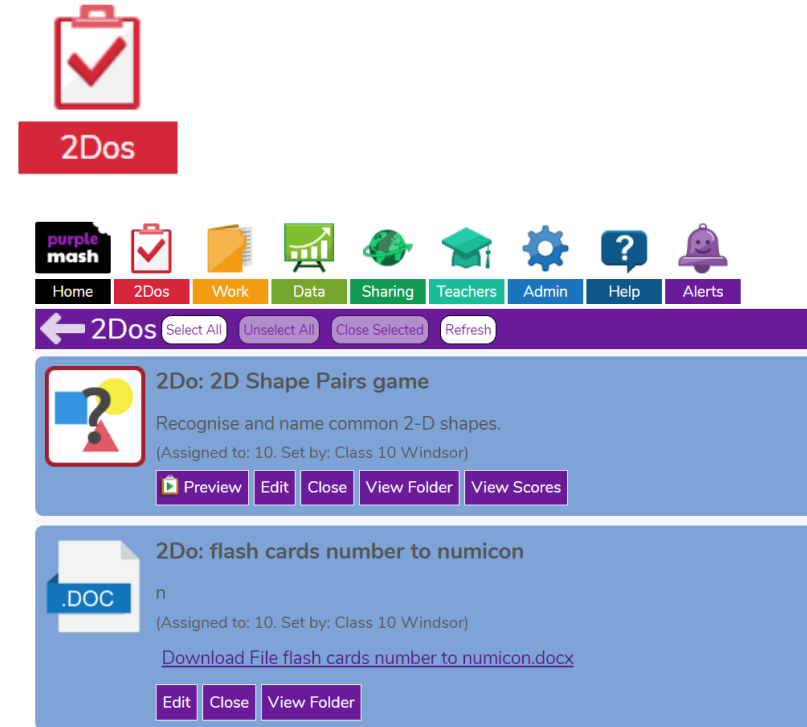 2Dos
purple
mash
Home 2Dos Work Data Sharing Teachers Admin Help Alerts
2Dos Select All Unselect All Close Selected Refresh
2Do: 2D Shape Pairs game
Recognise and name common 2-D shapes.
(Assigned to: 10. Set by: Class 10 Windsor)
Preview Edit Close View Folder View Scores
2Do: flash cards number to numicon
.DOC
n
(Assigned to: 10. Set by: Class 10 Windsor)
Download File flash cards number to numicon.docx
Edit Close View Folder